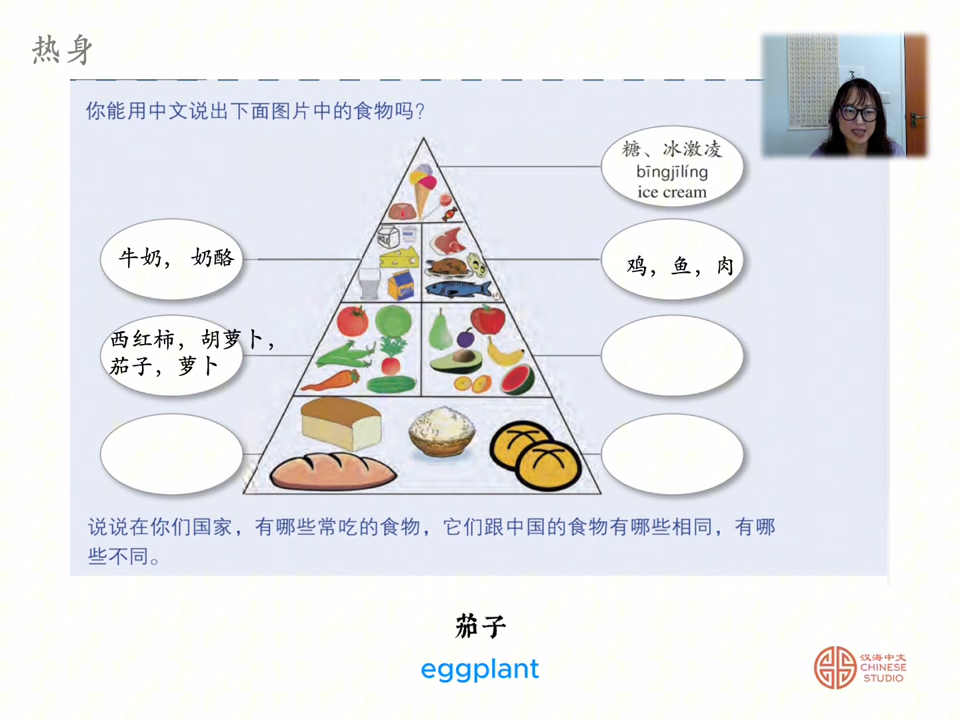 热身
你能用中文说出下面图片中的食物吗？
糖、冰激凌
bīngjīlíng
ice cream
牛奶， 奶酪
鸡，鱼，肉
西红柿，胡萝卜，
茄子，萝卜
说说在你们国家，有哪些常吃的食物，它们跟中国的食物有哪些相同，有哪
些不同。
茄子
eggplant
汉海中文
CHINESE
STUDIO